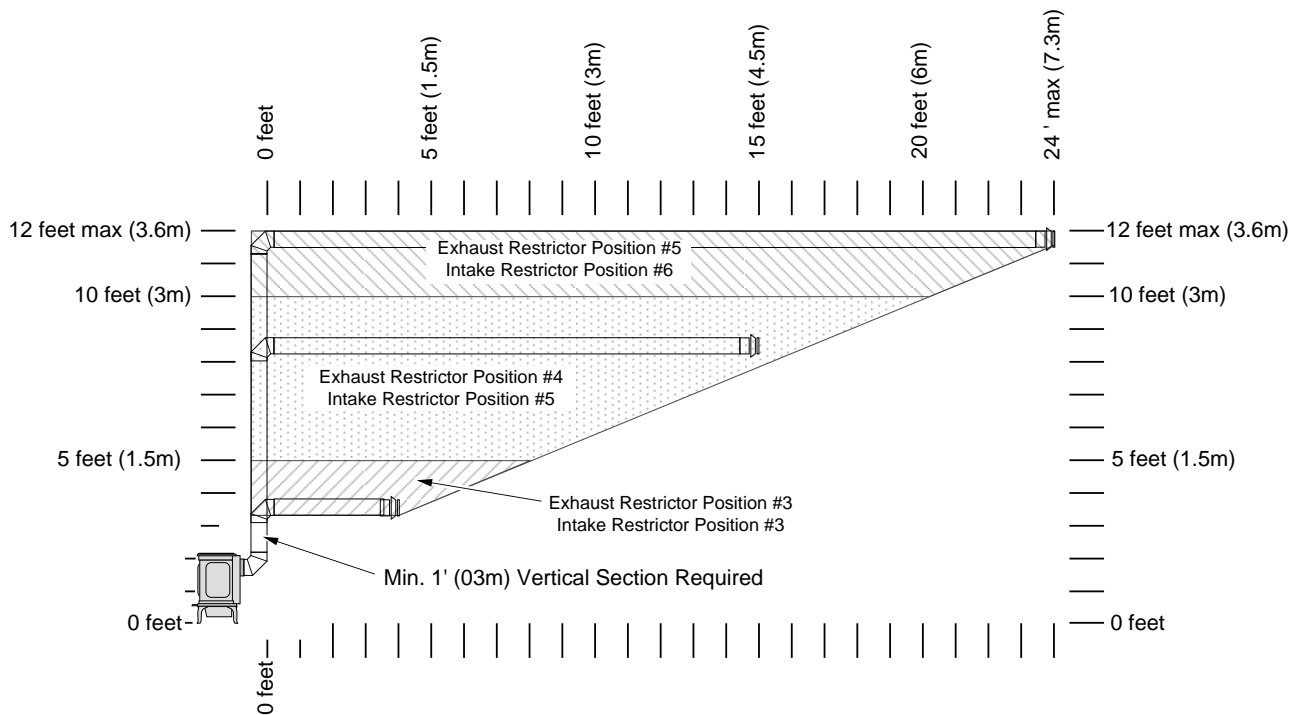 0 feet
5 feet (1.5m)
10 feet (3m)
15 feet (4.5m)
20 feet (6m)
24 ' max (7.3m)
12 feet max (3.6m)
12 feet max (3.6m)
Exhaust Restrictor Position #5
Intake Restrictor Position #6
10 feet (3m)
10 feet (3m)
Exhaust Restrictor Position #4
Intake Restrictor Position #5
5 feet (1.5m)
5 feet (1.5m)
Exhaust Restrictor Position #3
Intake Restrictor Position #3
Min. 1' (03m) Vertical Section Required
0 feet
0 feet
0 feet